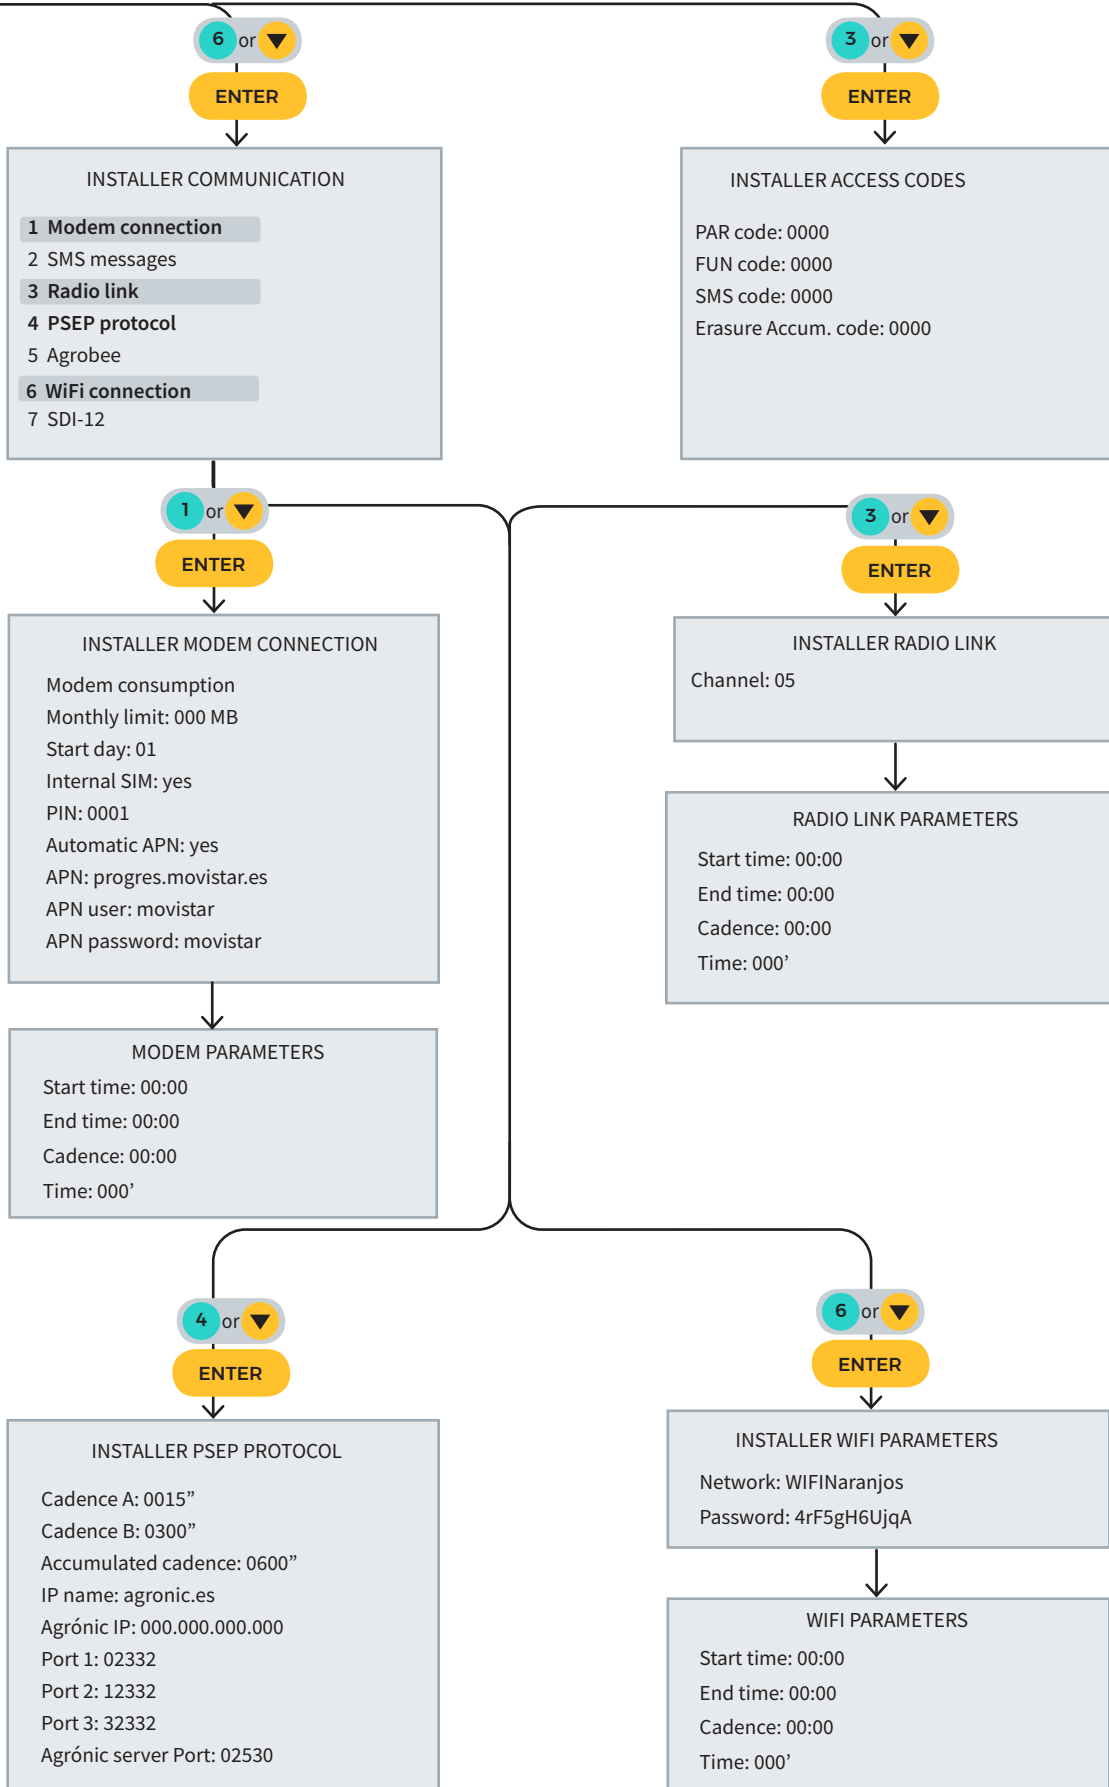 6 or
ENTER
INSTALLER COMMUNICATION
1 Modem connection
2 SMS messages
3 Radio link
4 PSEP protocol
5 Agrobee
6 WiFi connection
7 SDI-12
3 or
ENTER
INSTALLER ACCESS CODES
PAR code: 0000
FUN code: 0000
SMS code: 0000
Erasure Accum. code: 0000
1 or
ENTER
INSTALLER MODEM CONNECTION
Modem consumption
Monthly limit: 000 MB
Start day: 01
Internal SIM: yes
PIN: 0001
Automatic APN: yes
APN: progres.movistar.es
APN user: movistar
APN password: movistar
MODEM PARAMETERS
Start time: 00:00
End time: 00:00
Cadence: 00:00
Time: 000’
3 or
ENTER
INSTALLER RADIO LINK
Channel: 05
RADIO LINK PARAMETERS
Start time: 00:00
End time: 00:00
Cadence: 00:00
Time: 000’
4 or
ENTER
INSTALLER PSEP PROTOCOL
Cadence A: 0015”
Cadence B: 0300”
Accumulated cadence: 0600”
IP name: agronic.es
Agrónic IP: 000.000.000.000
Port 1: 02332
Port 2: 12332
Port 3: 32332
Agrónic server Port: 02530
6 or
ENTER
INSTALLER WIFI PARAMETERS
Network: WIFINaranjos
Password: 4rF5gH6UjqA
WIFI PARAMETERS
Start time: 00:00
End time: 00:00
Cadence: 00:00
Time: 000’